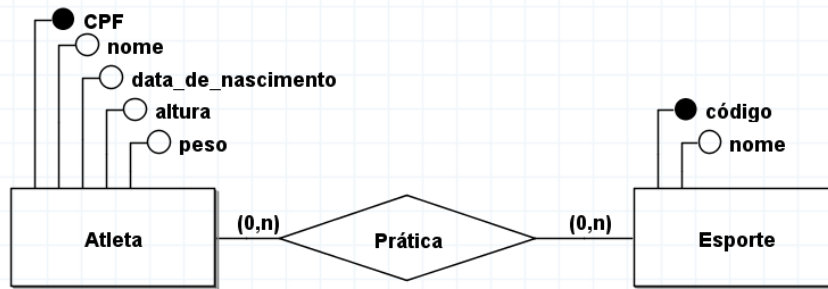 CPF
nome
data_de_nascimento
altura
peso
código
nome
(0,n)
(0,n)
Atleta
Prática
Esporte